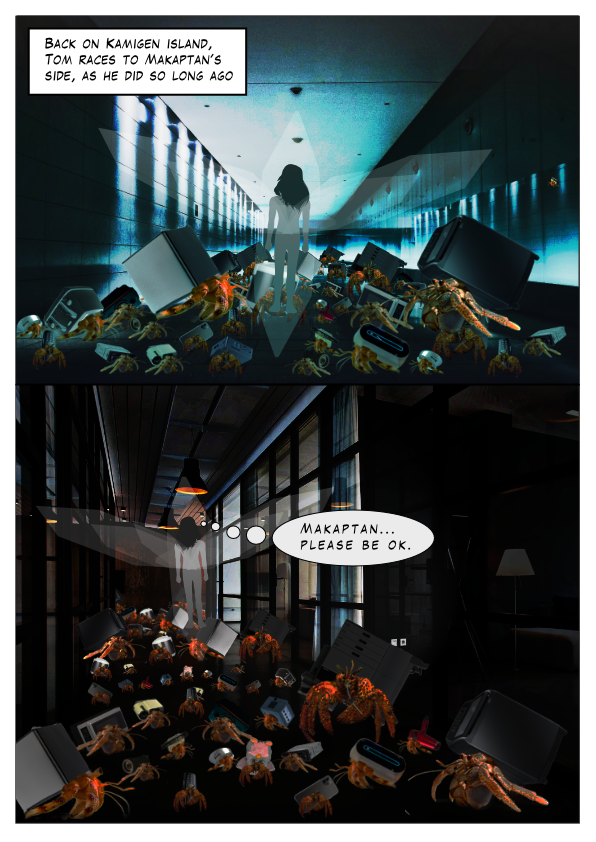 Back on Kamigen Island,
Tom races to Makaptan's
side, as he did so long ago
Makaptan...
please be ok.